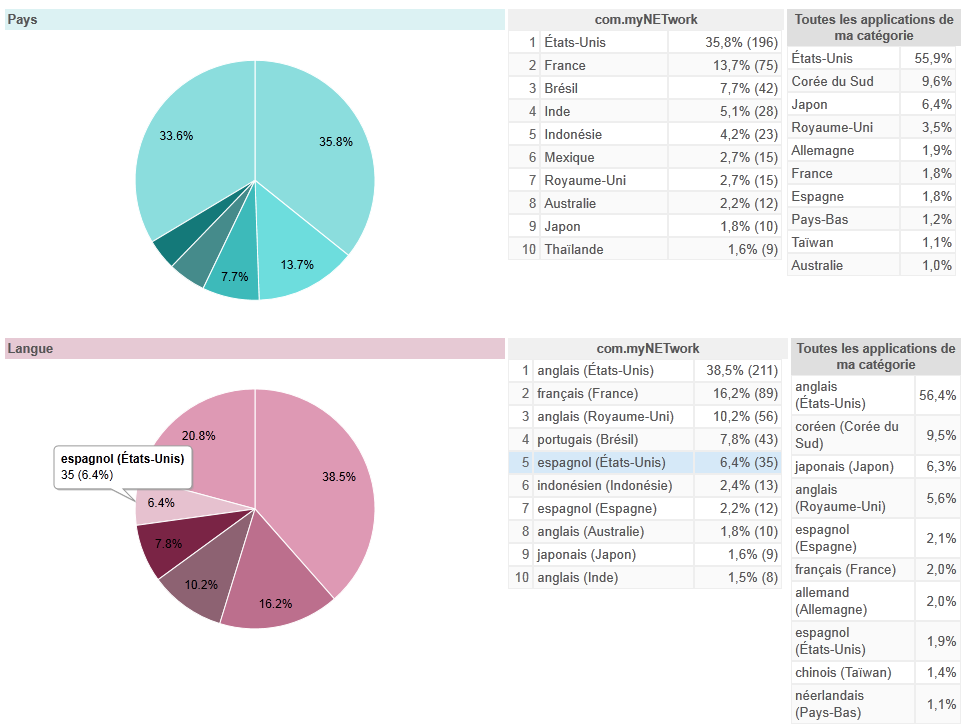 Pays
33.6%
35.8%
7.7%
13.7%
com.myNETwork
1 États-Unis 35,8% (196)
2 France 13,7% (75)
3 Brésil 7,7% (42)
4 Inde 5,1% (28)
5 Indonésie 4,2% (23)
6 Mexique 2,7% (15)
7 Royaume-Uni 2,7% (15)
8 Australie 2,2% (12)
9 Japon 1,8% (10)
10 Thaïlande 1,6% (9)
Toutes les applications de
ma catégorie
États-Unis 55,9%
Corée du Sud 9,6%
Japon 6,4%
Royaume-Uni 3,5%
Allemagne 1,9%
France 1,8%
Espagne 1,8%
Pays-Bas 1,2%
Taïwan 1,1%
Australie 1,0%
Langue
20.8%
espagnol (États-Unis)
35 (6.4%)
38.5%
6.4%
7.8%
10.2%
16.2%
com.myNETwork
1 anglais (États-Unis) 38,5% (211)
2 français (France) 16,2% (89)
3 anglais (Royaume-Uni) 10,2% (56)
4 portugais (Brésil) 7,8% (43)
5 espagnol (États-Unis) 6,4% (35)
6 indonésien (Indonésie) 2,4% (13)
7 espagnol (Espagne) 2,2% (12)
8 anglais (Australie) 1,8% (10)
9 japonais (Japon) 1,6% (9)
10 anglais (Inde) 1,5% (8)
Toutes les applications de
ma catégorie
anglais
(États-Unis) 56,4%
coréen (Corée du
Sud) 9,5%
japonais (Japon) 6,3%
anglais
(Royaume-Uni) 5,6%
espagnol
(Espagne) 2,1%
français (France) 2,0%
allemand
(Allemagne) 2,0%
espagnol
(États-Unis) 1,9%
chinois (Taïwan) 1,4%
néerlandais
(Pays-Bas) 1,1%